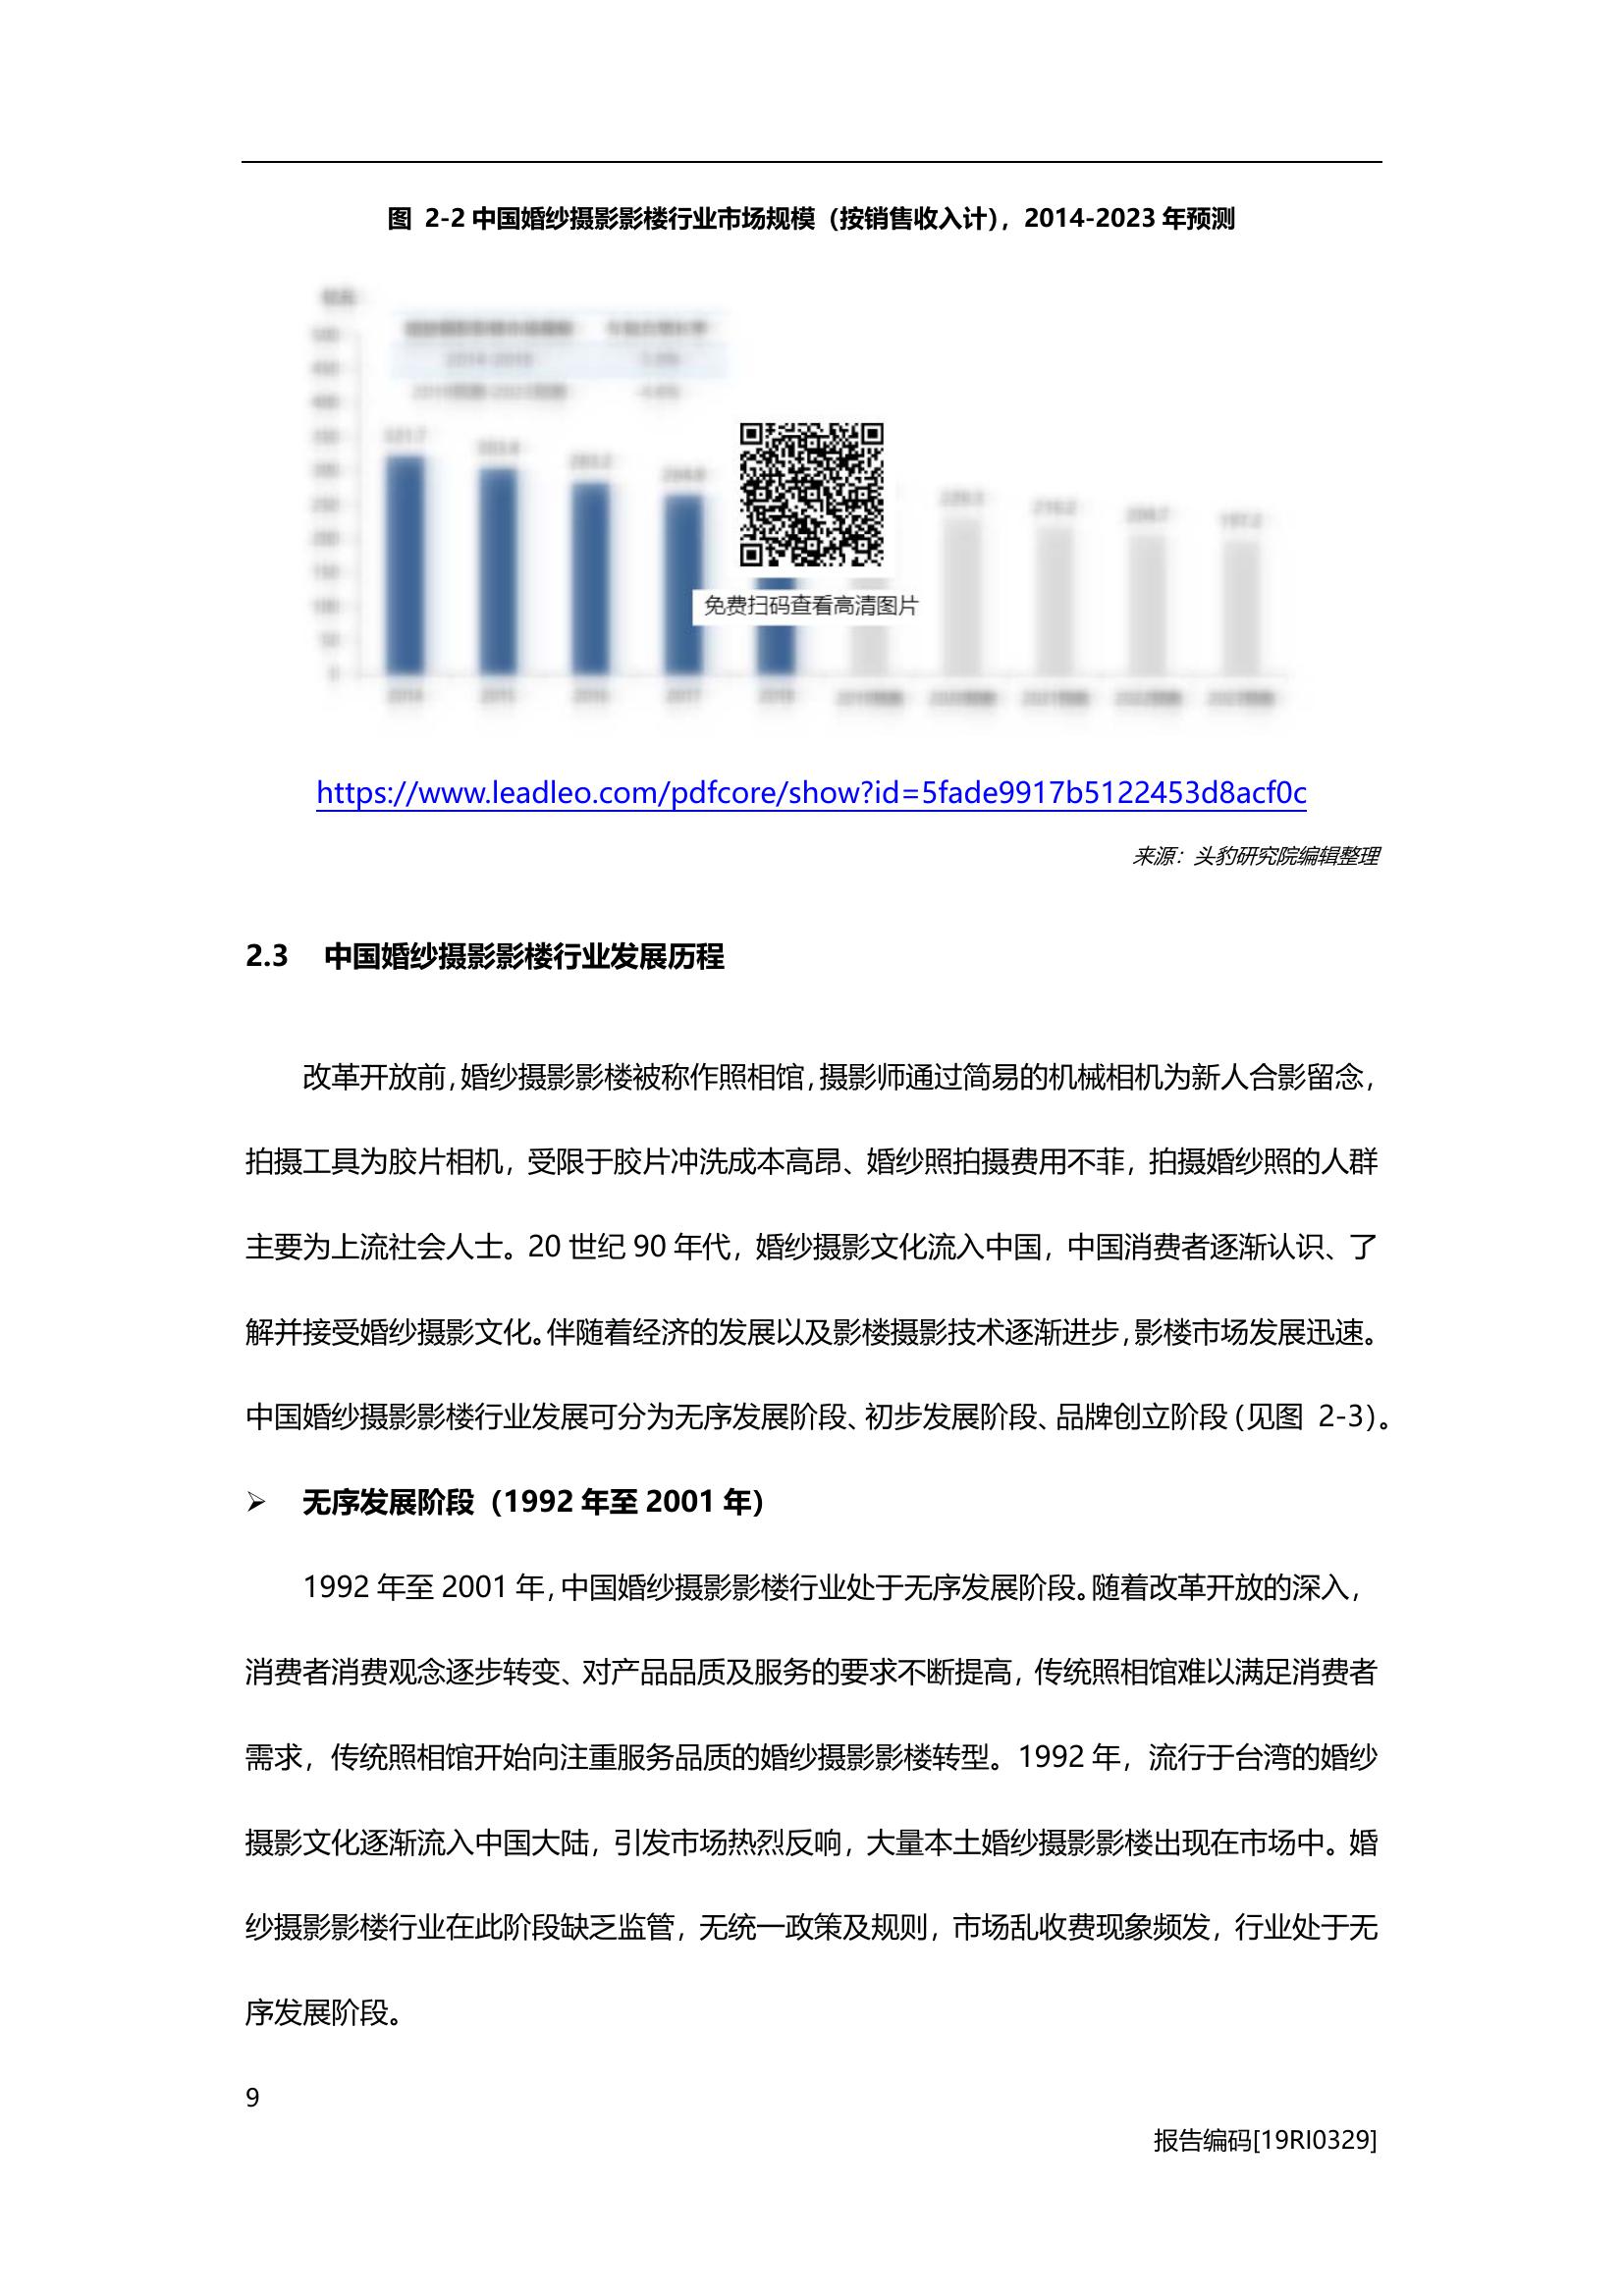 图 2-2 中国婚纱摄影影楼行业市场规模（按销售收入计），2014-2023 年预测
免费扫码查看高清图片
https://www.leadleo.com/pdfcore/show?id=5fade9917b5122453d8acf0c
来源：头豹研究院编辑整理
2.3 中国婚纱摄影影楼行业发展历程
改革开放前，婚纱摄影影楼被称作照相馆，摄影师通过简易的机械相机为新人合影留念，
拍摄工具为胶片相机，受限于胶片冲洗成本高昂、婚纱照拍摄费用不菲，拍摄婚纱照的人群
主要为上流社会人士。20 世纪 90 年代，婚纱摄影文化流入中国，中国消费者逐渐认识、了
解并接受婚纱摄影文化。伴随着经济的发展以及影楼摄影技术逐渐进步，影楼市场发展迅速。
中国婚纱摄影影楼行业发展可分为无序发展阶段、初步发展阶段、品牌创立阶段（见图 2-3）。
➢ 无序发展阶段（1992 年至 2001 年）
1992 年至 2001 年，中国婚纱摄影影楼行业处于无序发展阶段。随着改革开放的深入，
消费者消费观念逐步转变、对产品品质及服务的要求不断提高，传统照相馆难以满足消费者
需求，传统照相馆开始向注重服务品质的婚纱摄影影楼转型。1992 年，流行于台湾的婚纱
摄影文化逐渐流入中国大陆，引发市场热烈反响，大量本土婚纱摄影影楼出现在市场中。婚
纱摄影影楼行业在此阶段缺乏监管，无统一政策及规则，市场乱收费现象频发，行业处于无
序发展阶段。
9
报告编码[19RI0329]